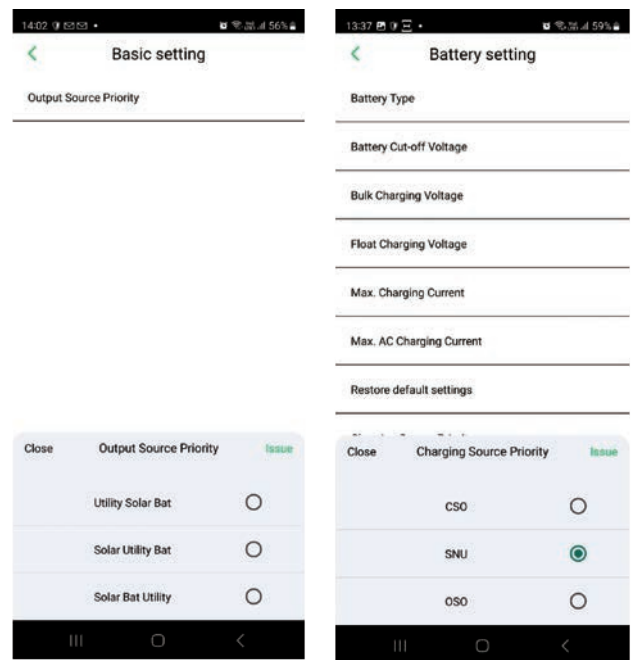 14:02
56%
Basic setting
Output Source Priority
Close Output Source Priority Issue
Utility Solar Bat
Solar Utility Bat
Solar Bat Utility
13:37
59%
Battery setting
Battery Type
Battery Cut-off Voltage
Bulk Charging Voltage
Float Charging Voltage
Max. Charging Current
Max. AC Charging Current
Restore default settings
Close Charging Source Priority Issue
CSO
SNU
OSO